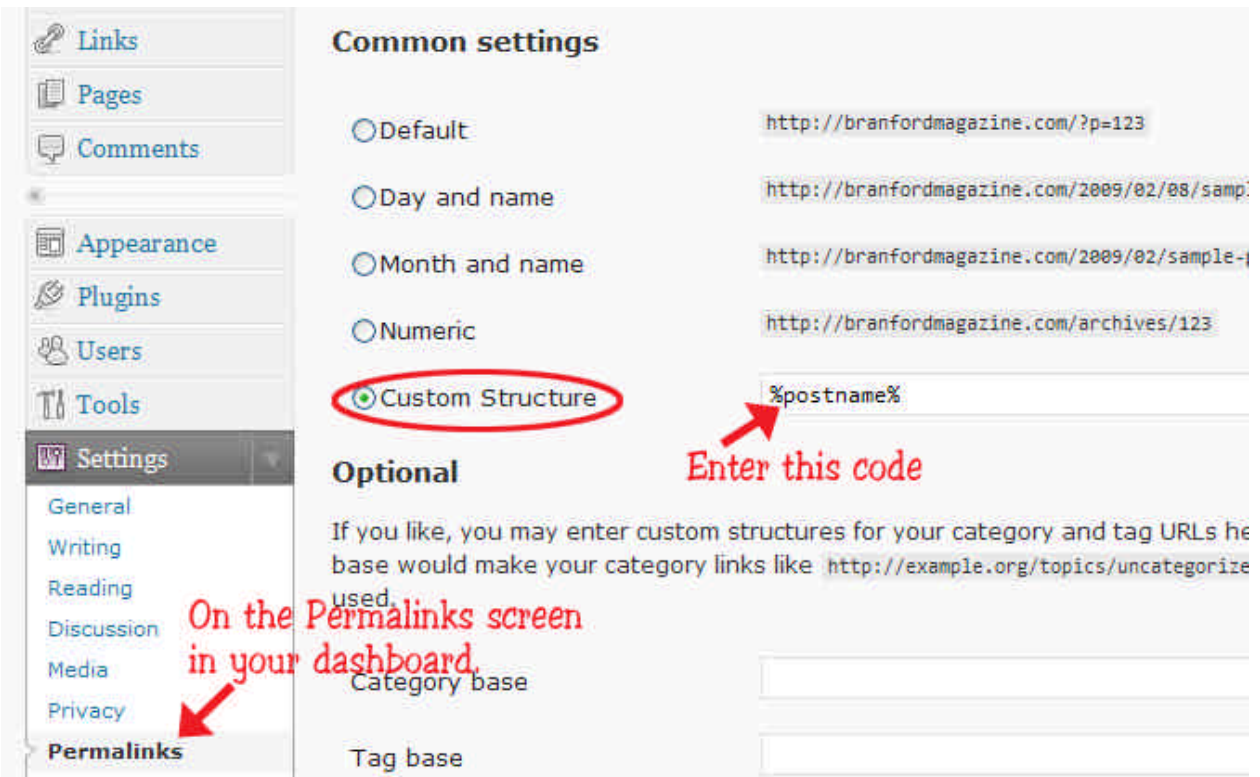 Links
Pages
Comments
Appearance
Plugins
Users
Tools
Settings
General
Writing
Reading
Discussion
Media
Privacy
Permalinks
On the Permalinks screen
in your dashboard.
Common settings
Default http://branfordmagazine.com/?p=123
Day and name http://branfordmagazine.com/2009/02/08/sampl
Month and name http://branfordmagazine.com/2009/02/sample-p
Numeric http://branfordmagazine.com/archives/123
Custom Structure %postname%
Enter this code
Optional
If you like, you may enter custom structures for your category and tag URLs he
base would make your category links like http://example.org/topics/uncategorize
used.
Category base
Tag base